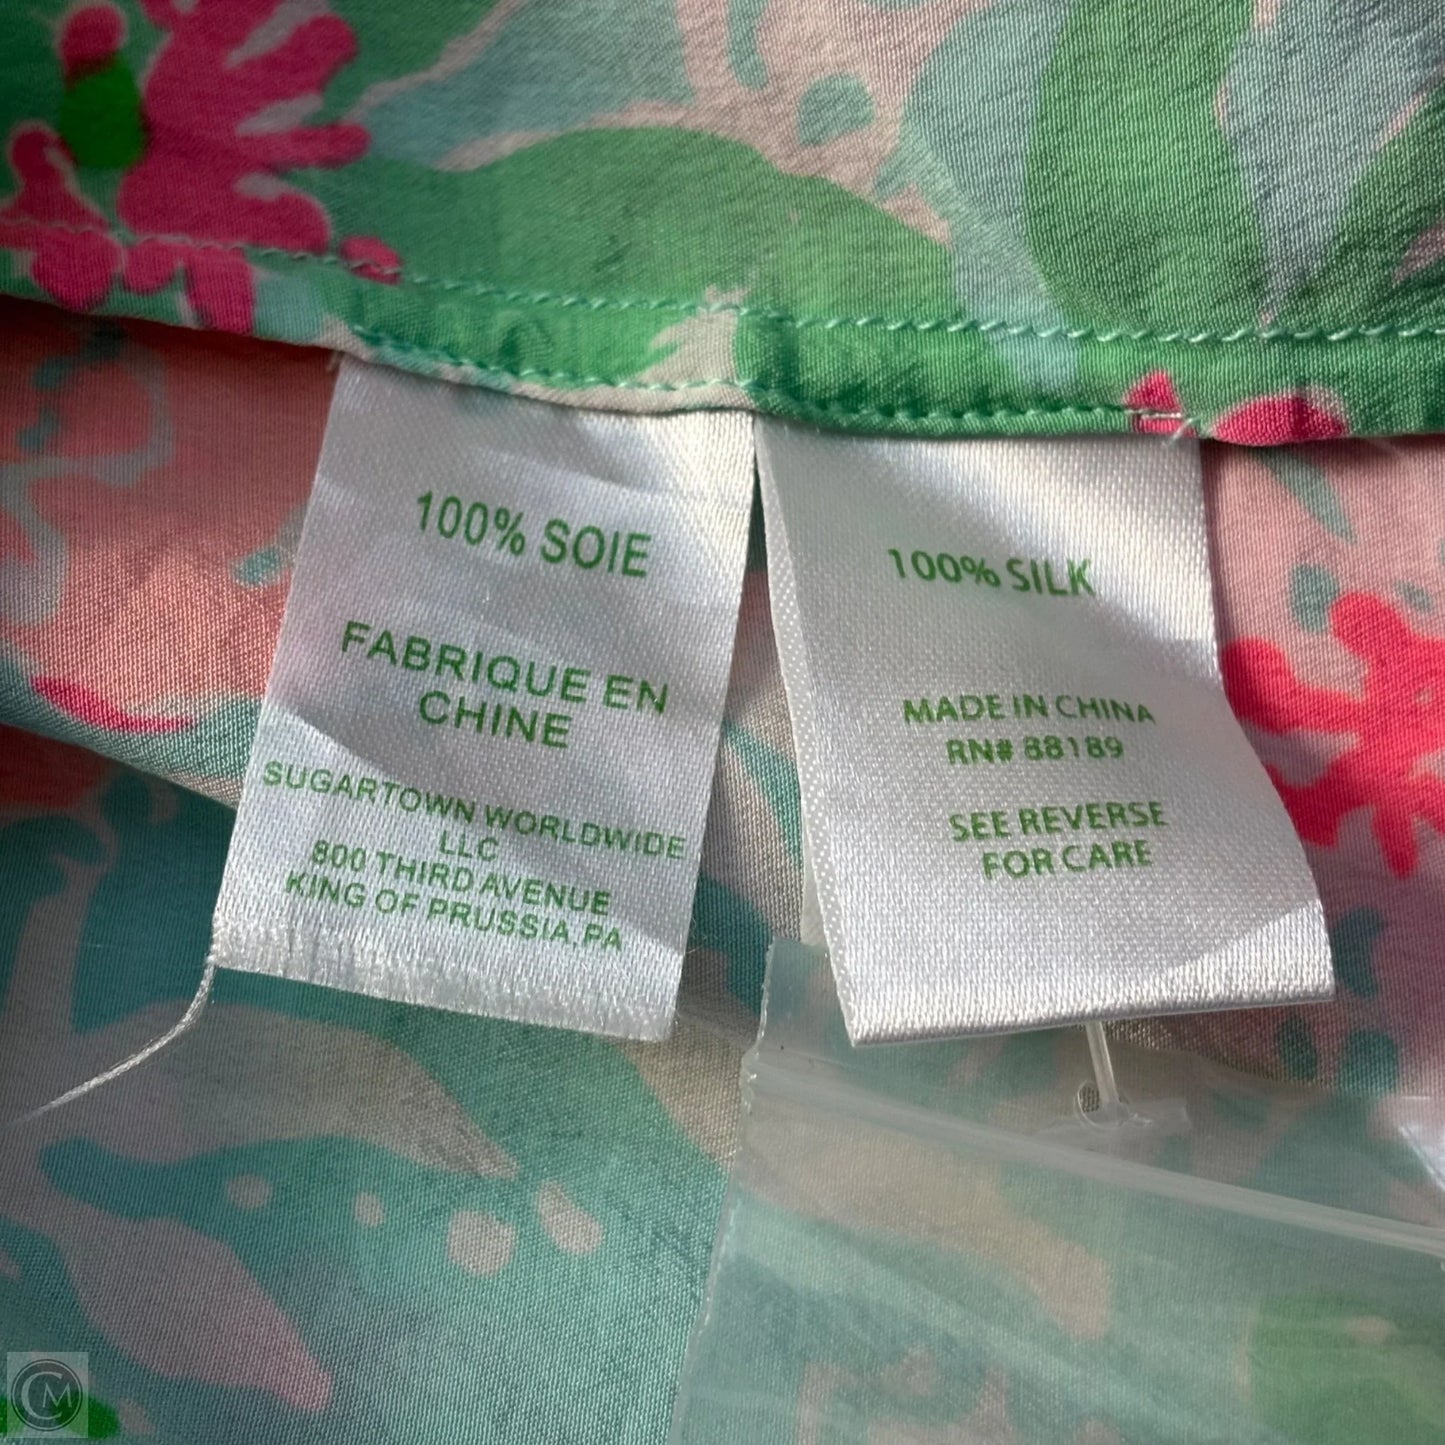 100% SOIE
FABRIQUE EN
CHINE
SUGARTOWN WORLDWIDE
LLC
800 THIRD AVENUE
KING OF PRUSSIA, PA
100% SILK
MADE IN CHINA
RN# 88189
SEE REVERSE
FOR CARE
CM